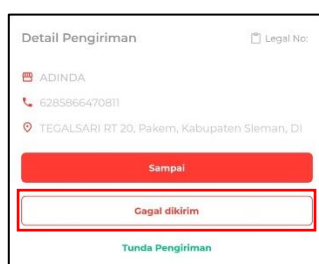 Detail Pengiriman
Legal No:
ADINDA
6285866470811
TEGALSARI RT 20, Pakem, Kabupaten Sleman, DI
Sampai
Gagal dikirim
Tunda Pengiriman